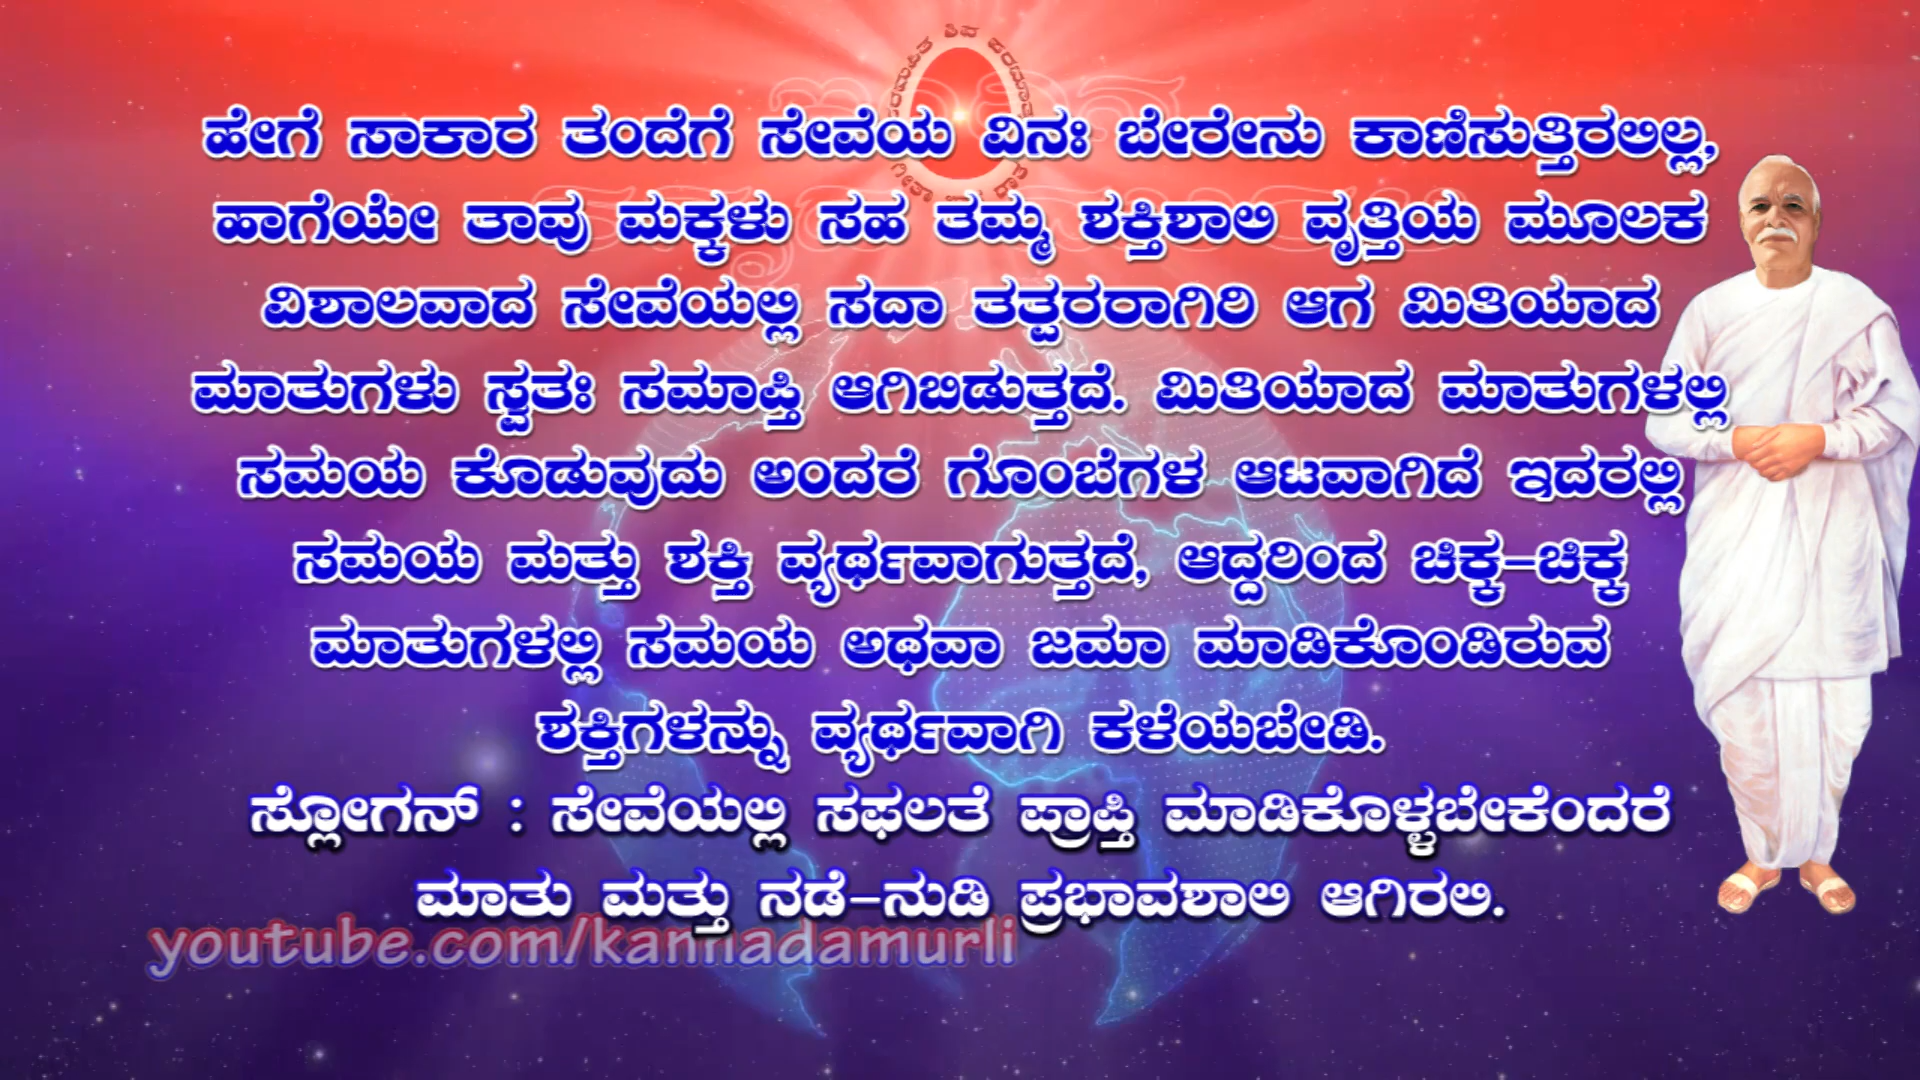 ಶಿವ ಪರಮಾತ್ಮ
ಹೇಗೆ ಸಾಕಾರ ತಂದೆಗೆ ಸೇವೆಯ ವಿನಃ ಬೇರೇನು ಕಾಣಿಸುತ್ತಿರಲಿಲ್ಲ,
ಹಾಗೆಯೇ ತಾವು ಮಕ್ಕಳು ಸಹ ತಮ್ಮ ಶಕ್ತಿಶಾಲಿ ವೃತ್ತಿಯ ಮೂಲಕ
ವಿಶಾಲವಾದ ಸೇವೆಯಲ್ಲಿ ಸದಾ ತತ್ಪರರಾಗಿರಿ ಆಗ ಮಿತಿಯಾದ
ಮಾತುಗಳು ಸ್ವತಃ ಸಮಾಪ್ತಿ ಆಗಿಬಿಡುತ್ತದೆ. ಮಿತಿಯಾದ ಮಾತುಗಳಲ್ಲಿ
ಸಮಯ ಕೊಡುವುದು ಅಂದರೆ ಗೊಂಬೆಗಳ ಆಟವಾಗಿದೆ ಇದರಲ್ಲಿ
ಸಮಯ ಮತ್ತು ಶಕ್ತಿ ವ್ಯರ್ಥವಾಗುತ್ತದೆ, ಆದ್ದರಿಂದ ಚಿಕ್ಕ-ಚಿಕ್ಕ
ಮಾತುಗಳಲ್ಲಿ ಸಮಯ ಅಥವಾ ಜಮಾ ಮಾಡಿಕೊಂಡಿರುವ
ಶಕ್ತಿಗಳನ್ನು ವ್ಯರ್ಥವಾಗಿ ಕಳೆಯಬೇಡಿ.
ಸ್ಲೋಗನ್ : ಸೇವೆಯಲ್ಲಿ ಸಫಲತೆ ಪ್ರಾಪ್ತಿ ಮಾಡಿಕೊಳ್ಳಬೇಕೆಂದರೆ
ಮಾತು ಮತ್ತು ನಡೆ-ನುಡಿ ಪ್ರಭಾವಶಾಲಿ ಆಗಿರಲಿ.
youtube.com/kannadamurli